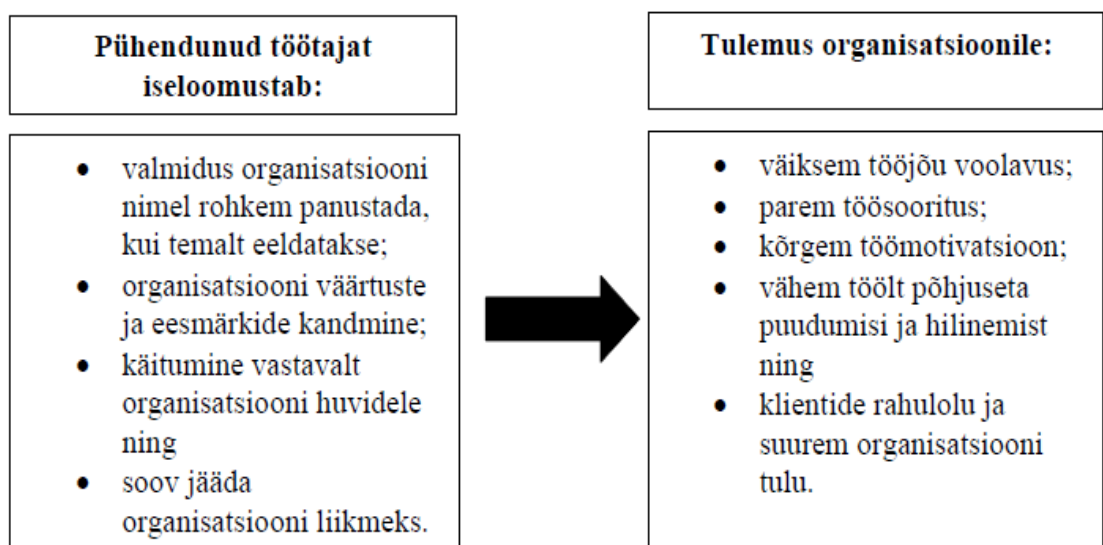 Pühendunud töötajat
iseloomustab:
• valmidus organisatsiooni
nimel rohkem panustada,
kui temalt eeldatakse;
• organisatsiooni väärtuste
ja eesmärkide kandmine;
• käitumine vastavalt
organisatsiooni huvidele
ning
• soov jääda
organisatsiooni liikmeks.
Tulemus organisatsioonile:
• väiksem tööjõu voolavus;
• parem töösooritus;
• kõrgem töömotivatsioon;
• vähem töölt põhjuseta
puudumisi ja hilinemist
ning
• klientide rahulolu ja
suurem organisatsiooni
tulu.